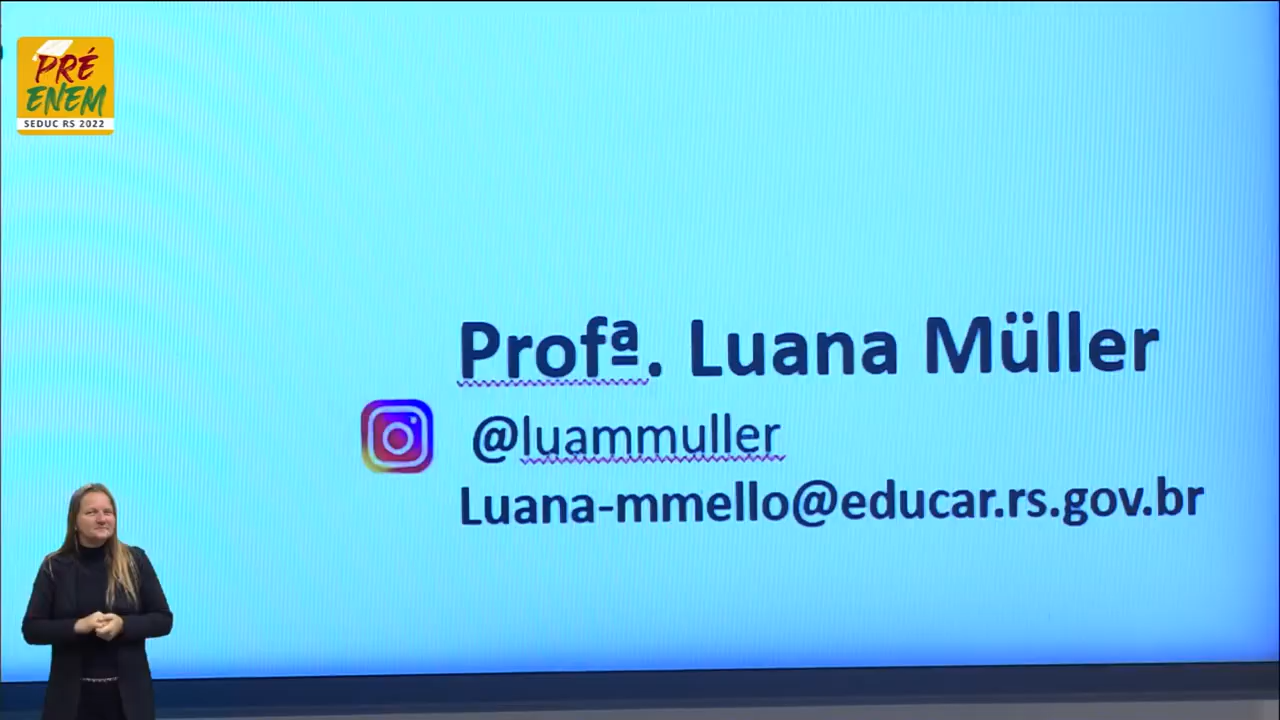 PRÉ
ENEM
SEDUC RS 2022
Profª. Luana Müller
@luammuller
Luana-mmello@educar.rs.gov.br